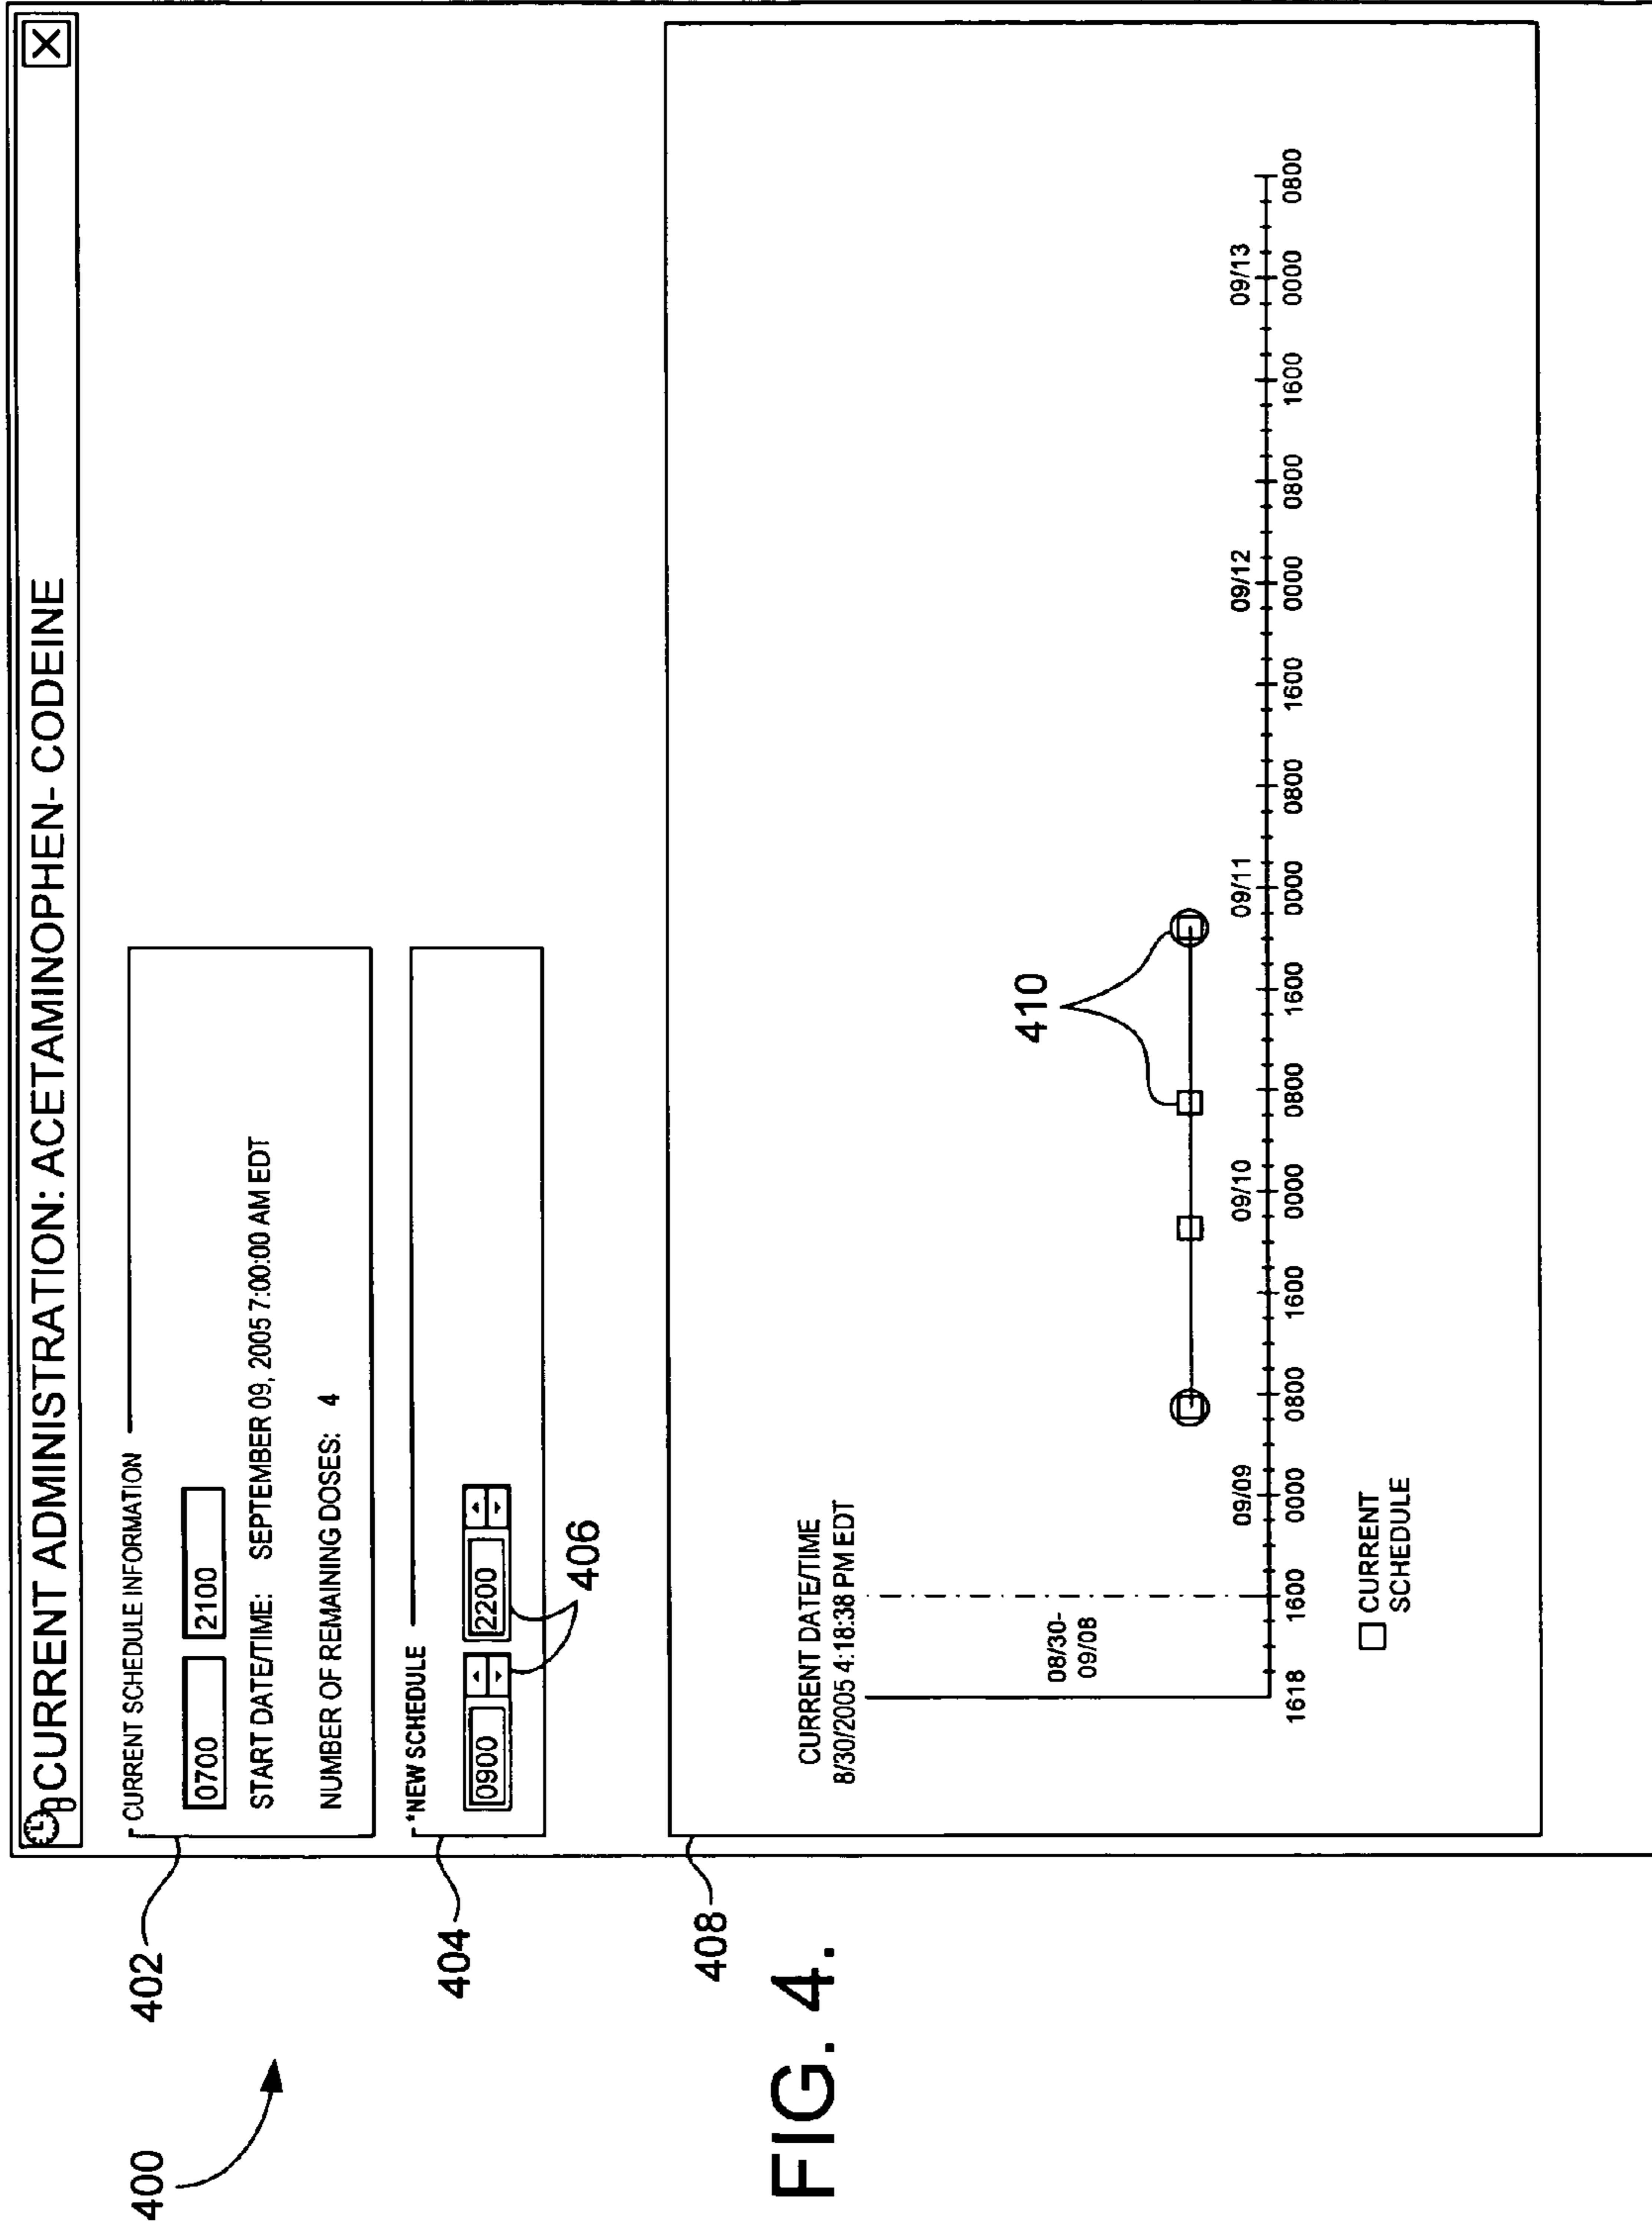 CURRENT ADMINISTRATION: ACETAMINOPHEN- CODEINE
X
400
402
CURRENT SCHEDULE INFORMATION
0700 2100
START DATE/TIME: SEPTEMBER 09, 2005 7:00:00 AM EDT
NUMBER OF REMAINING DOSES: 4
404
*NEW SCHEDULE
0900 2200
406
408
CURRENT DATE/TIME
8/30/2005 4:18:38 PM EDT
410
08/30-
09/08
09/09 09/10 09/11 09/12 09/13
1618 1600 0000 0800 1600 0000 0800 1600 0000 0800 1600 0000 0800 1600 0000 0800
CURRENT
SCHEDULE
FIG. 4.